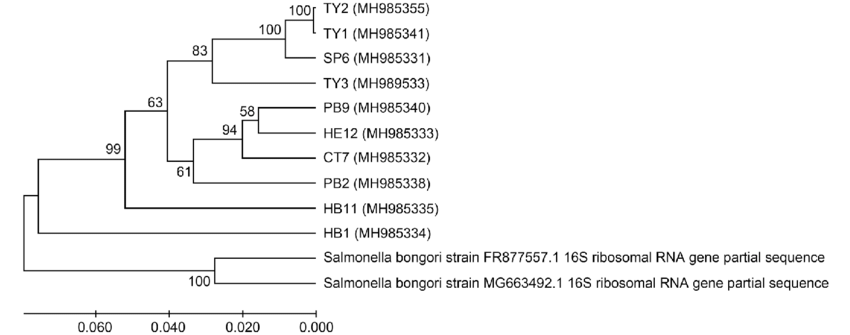 100 TY2 (MH985355)
100 TY1 (MH985341)
83 SP6 (MH985331)
TY3 (MH989533)
63 58 PB9 (MH985340)
94 HE12 (MH985333)
99 CT7 (MH985332)
61 PB2 (MH985338)
HB11 (MH985335)
HB1 (MH985334)
Salmonella bongori strain FR877557.1 16S ribosomal RNA gene partial sequence
100 Salmonella bongori strain MG663492.1 16S ribosomal RNA gene partial sequence
0.060 0.040 0.020 0.000